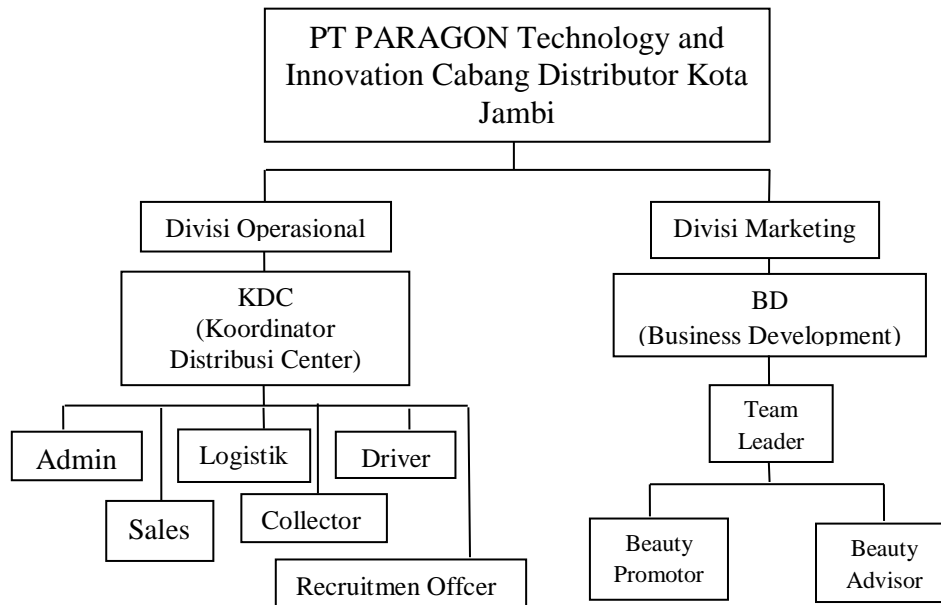 PT PARAGON Technology and
Innovation Cabang Distributor Kota
Jambi
Divisi Operasional
Divisi Marketing
KDC
(Koordinator
Distribusi Center)
BD
(Business Development)
Team
Leader
Admin
Logistik
Driver
Sales
Collector
Recruitmen Offcer
Beauty
Promotor
Beauty
Advisor